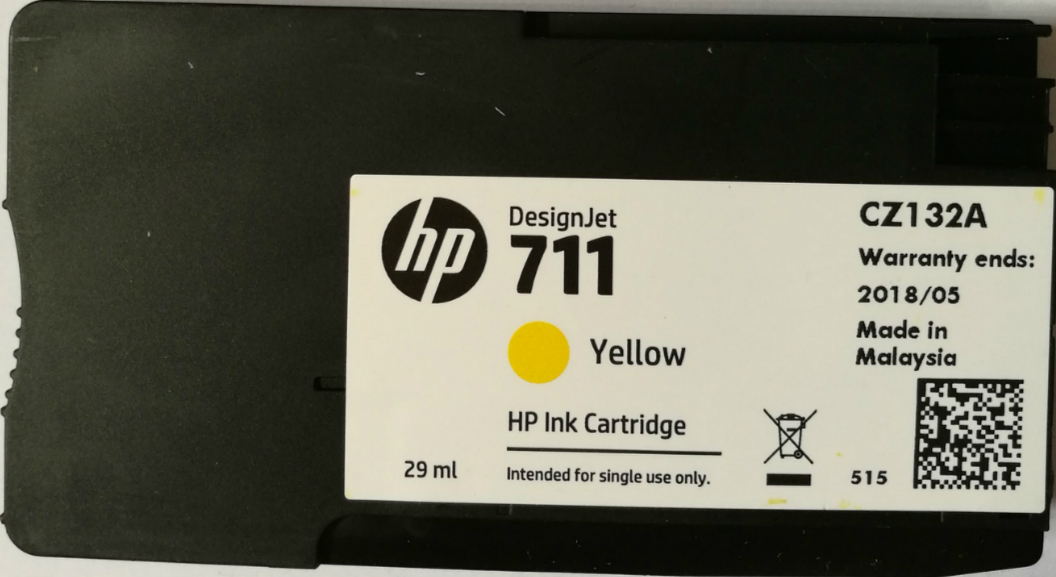 hp
DesignJet
711
Yellow
HP Ink Cartridge
29 ml
Intended for single use only.
CZ132A
Warranty ends:
2018/05
Made in
Malaysia
515